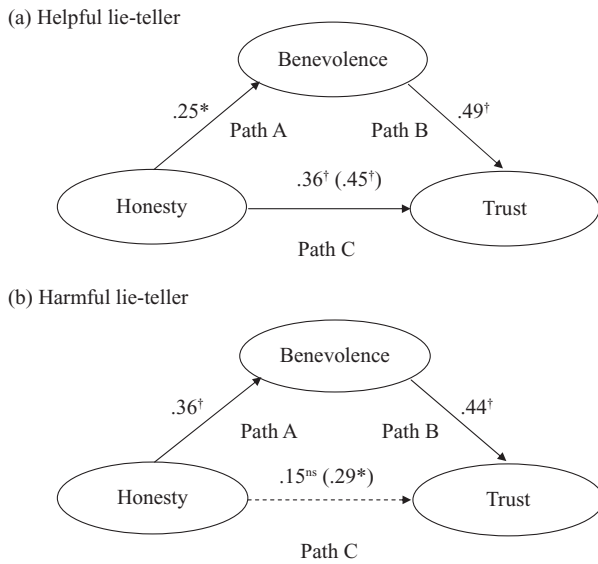 (a) Helpful lie-teller
Benevolence
.25*
.49†
Path A
Path B
.36† (.45†)
Honesty
Trust
Path C
(b) Harmful lie-teller
Benevolence
.36†
.44†
Path A
Path B
.15ns (.29*)
Honesty
Trust
Path C